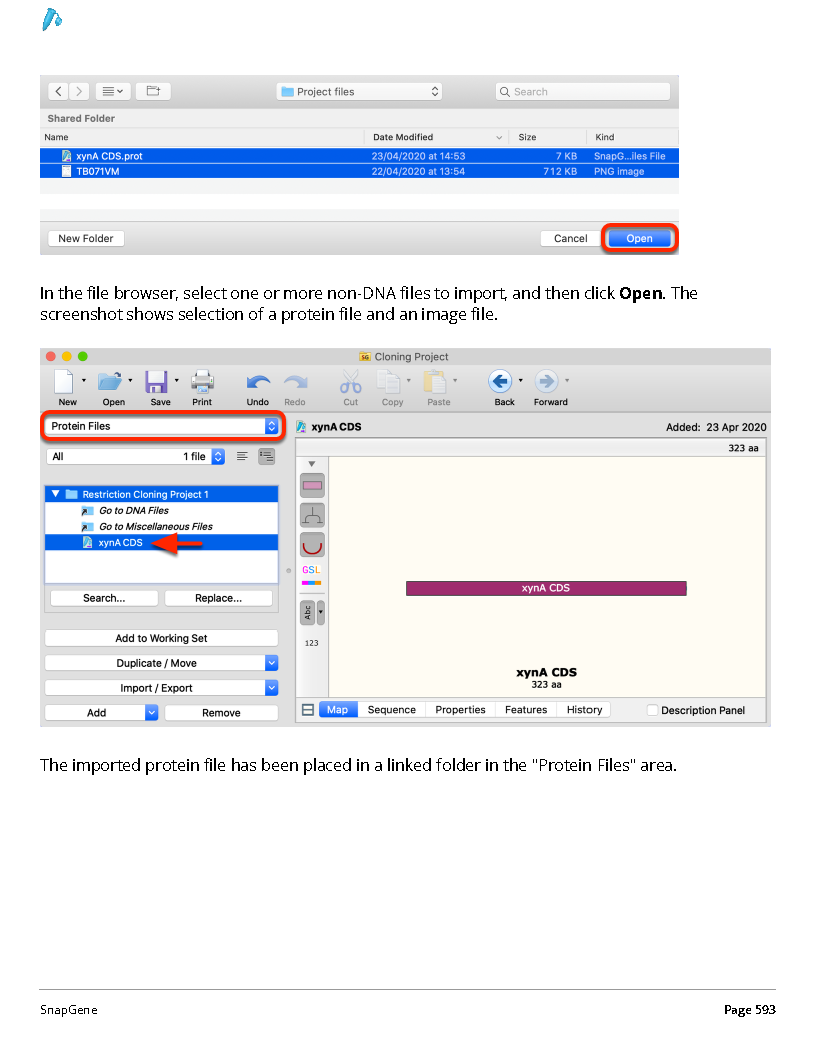 Project files
Search
Shared Folder
Name Date Modified Size Kind
xynA CDS.prot 23/04/2020 at 14:53 7 KB SnapG...iles File
TB071VM 22/04/2020 at 13:54 712 KB PNG image
New Folder Cancel Open
In the file browser, select one or more non-DNA files to import, and then click Open. The
screenshot shows selection of a protein file and an image file.
SG Cloning Project
New Open Save Print Undo Redo Cut Copy Paste Back Forward
Protein Files
xynA CDS Added: 23 Apr 2020
All 1 file
323 aa
Restriction Cloning Project 1
Go to DNA Files
Go to Miscellaneous Files
xynA CDS
GSL
xynA CDS
Search... Replace...
Abc
Add to Working Set
123
Duplicate / Move
xynA CDS
323 aa
Import / Export
Add Remove
Map Sequence Properties Features History Description Panel
The imported protein file has been placed in a linked folder in the "Protein Files" area.
SnapGene Page 593